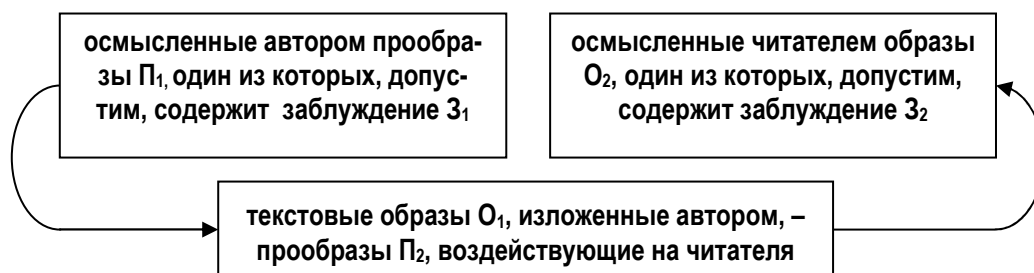 осмысленные автором прообра-
зы П₁, один из которых, допус-
тим, содержит заблуждение З₁
осмысленные читателем образы
О₂, один из которых, допустим,
содержит заблуждение З₂
текстовые образы О₁, изложенные автором, –
прообразы П₂, воздействующие на читателя